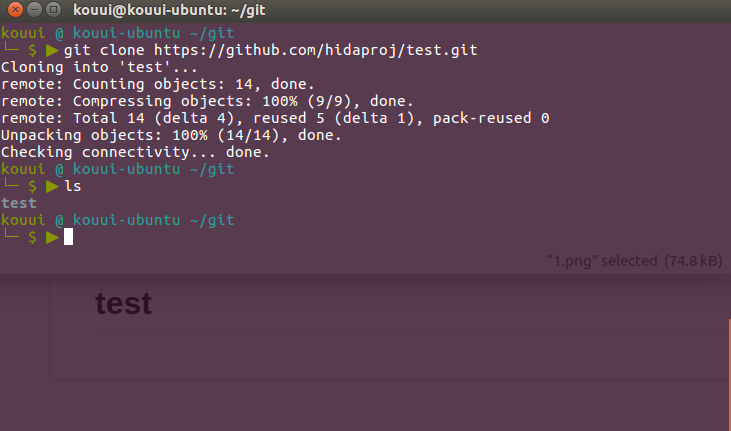 kouui@kouui-ubuntu: ~/git
kouui @ kouui-ubuntu ~/git
└─ $ ▶ git clone https://github.com/hidaproj/test.git
Cloning into 'test'...
remote: Counting objects: 14, done.
remote: Compressing objects: 100% (9/9), done.
remote: Total 14 (delta 4), reused 5 (delta 1), pack-reused 0
Unpacking objects: 100% (14/14), done.
Checking connectivity... done.
kouui @ kouui-ubuntu ~/git
└─ $ ▶ ls
test
kouui @ kouui-ubuntu ~/git
└─ $ ▶
"1.png" selected (74.8 kB)
test